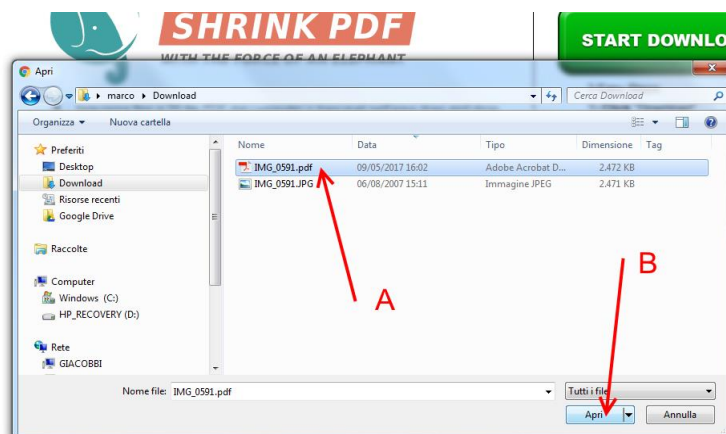 SHRINK PDF
WITH THE FORCE OF AN ELEPHANT
START DOWNLO
Apri
marco Download
Cerca Download
Organizza Nuova cartella
Nome Data Tipo Dimensione Tag
Preferiti
Desktop
Download
Risorse recenti
Google Drive
Raccolte
Computer
Windows (C:)
HP_RECOVERY (D:)
Rete
GIACOBBI
IMG_0591.pdf 09/05/2017 16:02 Adobe Acrobat D... 2.472 KB
IMG_0591.JPG 06/08/2007 15:11 Immagine JPEG 2.471 KB
A
B
Nome file: IMG_0591.pdf
Tutti i file
Apri Annulla